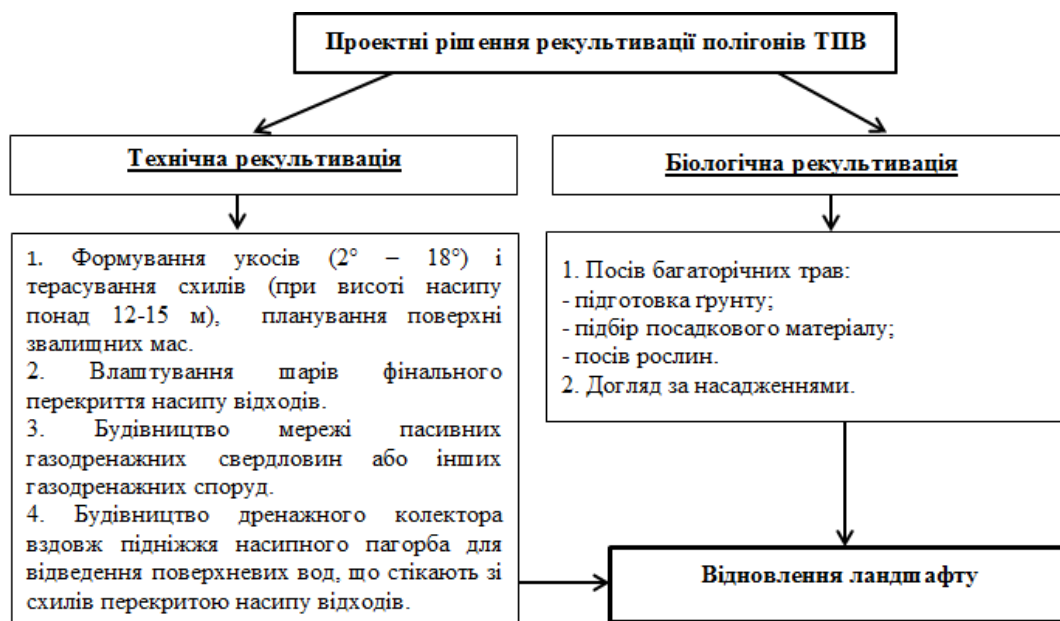 Проектні рішення рекультивації полігонів ТПВ
Технічна рекультивація
Біологічна рекультивація
1. Формування укосів (2° – 18°) і
терасування схилів (при висоті насипу
понад 12-15 м), планування поверхні
звалищних мас.
2. Влаштування шарів фінального
перекриття насипу відходів.
3. Будівництво мережі пасивних
газодренажних свердловин або інших
газодренажних споруд.
4. Будівництво дренажного колектора
вздовж підніжжя насипного пагорба для
відведення поверхневих вод, що стікають зі
схилів перекритою насипу відходів.
1. Посів багаторічних трав:
- підготовка ґрунту;
- підбір посадкового матеріалу;
- посів рослин.
2. Догляд за насадженнями.
Відновлення ландшафту